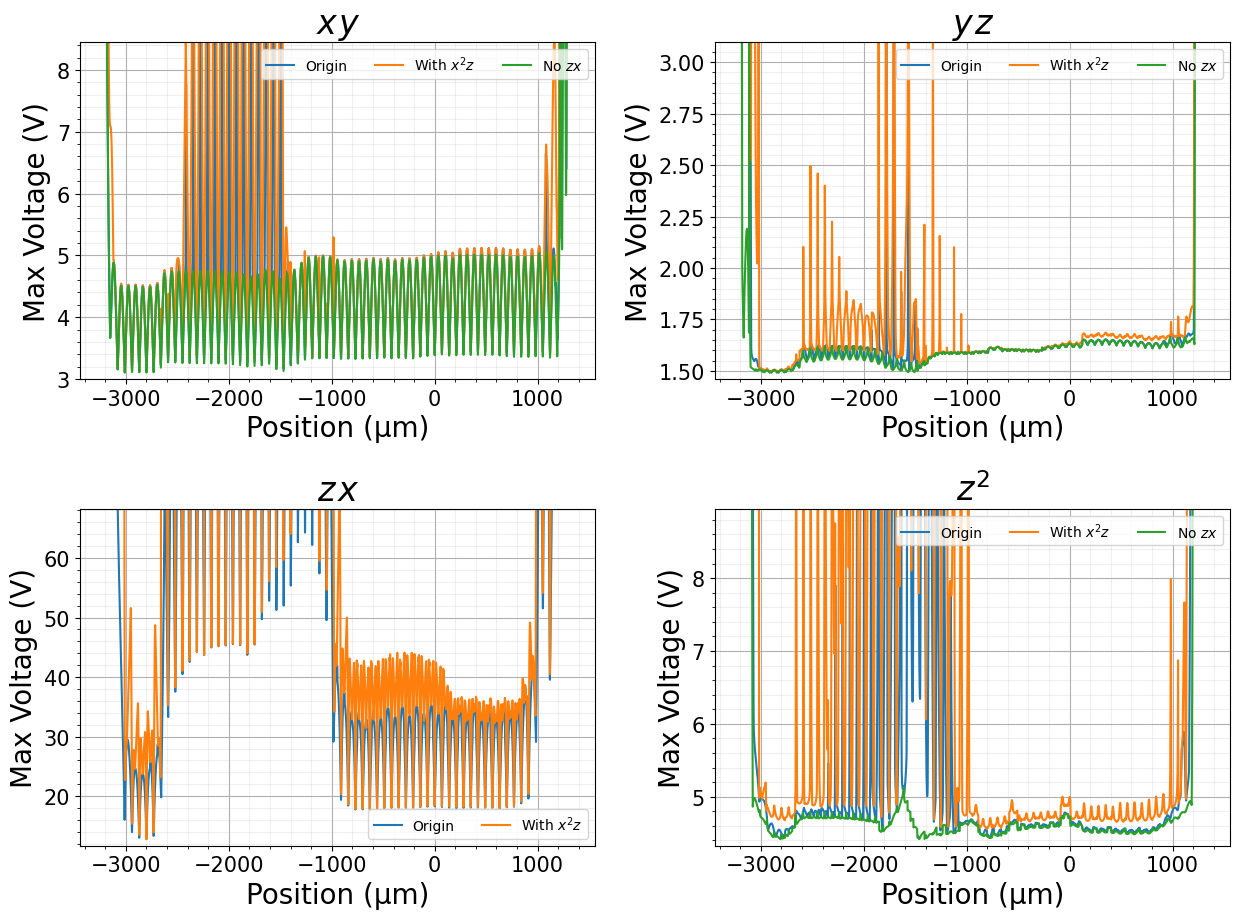 xy
Max Voltage (V)
8
7
6
5
4
3
Origin With x²z No zx
−3000 −2000 −1000 0 1000
Position (μm)
yz
Max Voltage (V)
3.00
2.75
2.50
2.25
2.00
1.75
1.50
Origin With x²z No zx
−3000 −2000 −1000 0 1000
Position (μm)
zx
Max Voltage (V)
60
50
40
30
20
Origin With x²z
−3000 −2000 −1000 0 1000
Position (μm)
z²
Max Voltage (V)
8
7
6
5
Origin With x²z No zx
−3000 −2000 −1000 0 1000
Position (μm)